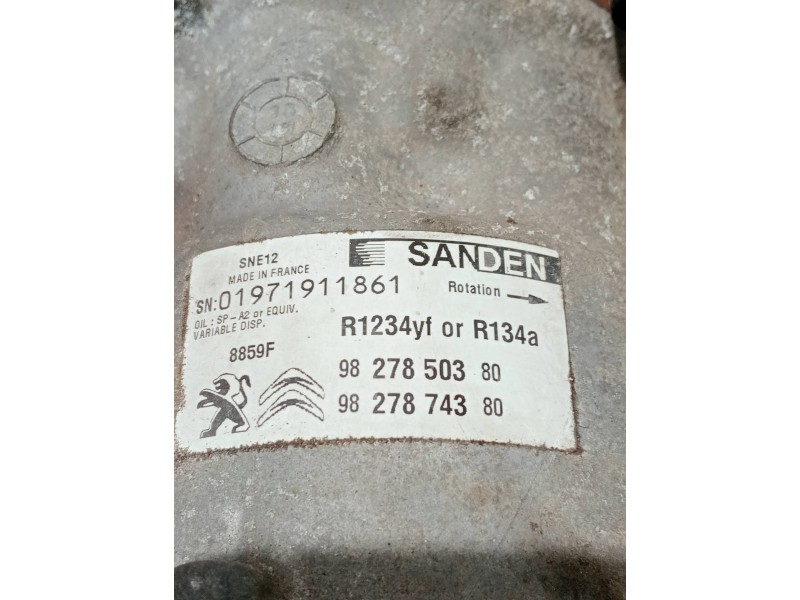 SNE12
MADE IN FRANCE
SANDEN
SN:01971911861
Rotation
OIL : SP-A2 or EQUIV.
VARIABLE DISP.
R1234yf or R134a
8859F
98 278 503 80
98 278 743 80